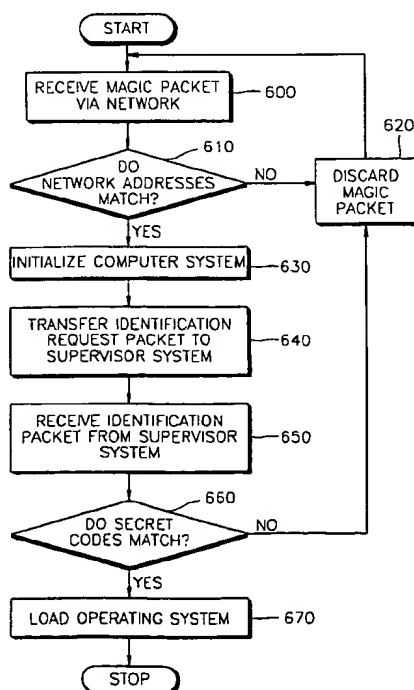 START
RECEIVE MAGIC PACKET
VIA NETWORK
600
610
DO
NETWORK ADDRESSES
MATCH?
NO
620
DISCARD
MAGIC
PACKET
YES
INITIALIZE COMPUTER SYSTEM
630
TRANSFER IDENTIFICATION
REQUEST PACKET TO
SUPERVISOR SYSTEM
640
RECEIVE IDENTIFICATION
PACKET FROM SUPERVISOR
SYSTEM
650
660
DO SECRET
CODES MATCH?
NO
YES
LOAD OPERATING SYSTEM
670
STOP